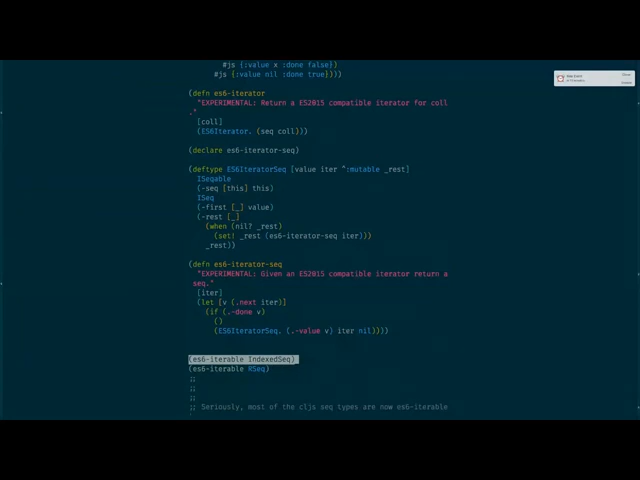 #js {:value x :done false})
#js {:value nil :done true})))
(defn es6-iterator
"EXPERIMENTAL: Return a ES2015 compatible iterator for coll
."
[coll]
(ES6Iterator. (seq coll)))
(declare es6-iterator-seq)
(deftype ES6IteratorSeq [value iter ^:mutable _rest]
ISeqable
(-seq [this] this)
ISeq
(-first [_] value)
(-rest [_]
(when (nil? _rest)
(set! _rest (es6-iterator-seq iter)))
_rest))
(defn es6-iterator-seq
"EXPERIMENTAL: Given an ES2015 compatible iterator return a
seq."
[iter]
(let [v (.next iter)]
(if (.-done v)
()
(ES6IteratorSeq. (.-value v) iter nil))))
(es6-iterable IndexedSeq)
(es6-iterable RSeq)
;;
;;
;;
;; Seriously, most of the cljs seq types are now es6-iterable